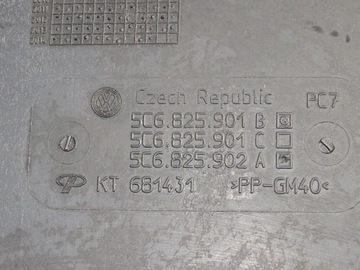 Czech Republic PC7
5C6.825.901 B
5C6.825.901 C
5C6.825.902 A
KT 681431 >PP-GM40<